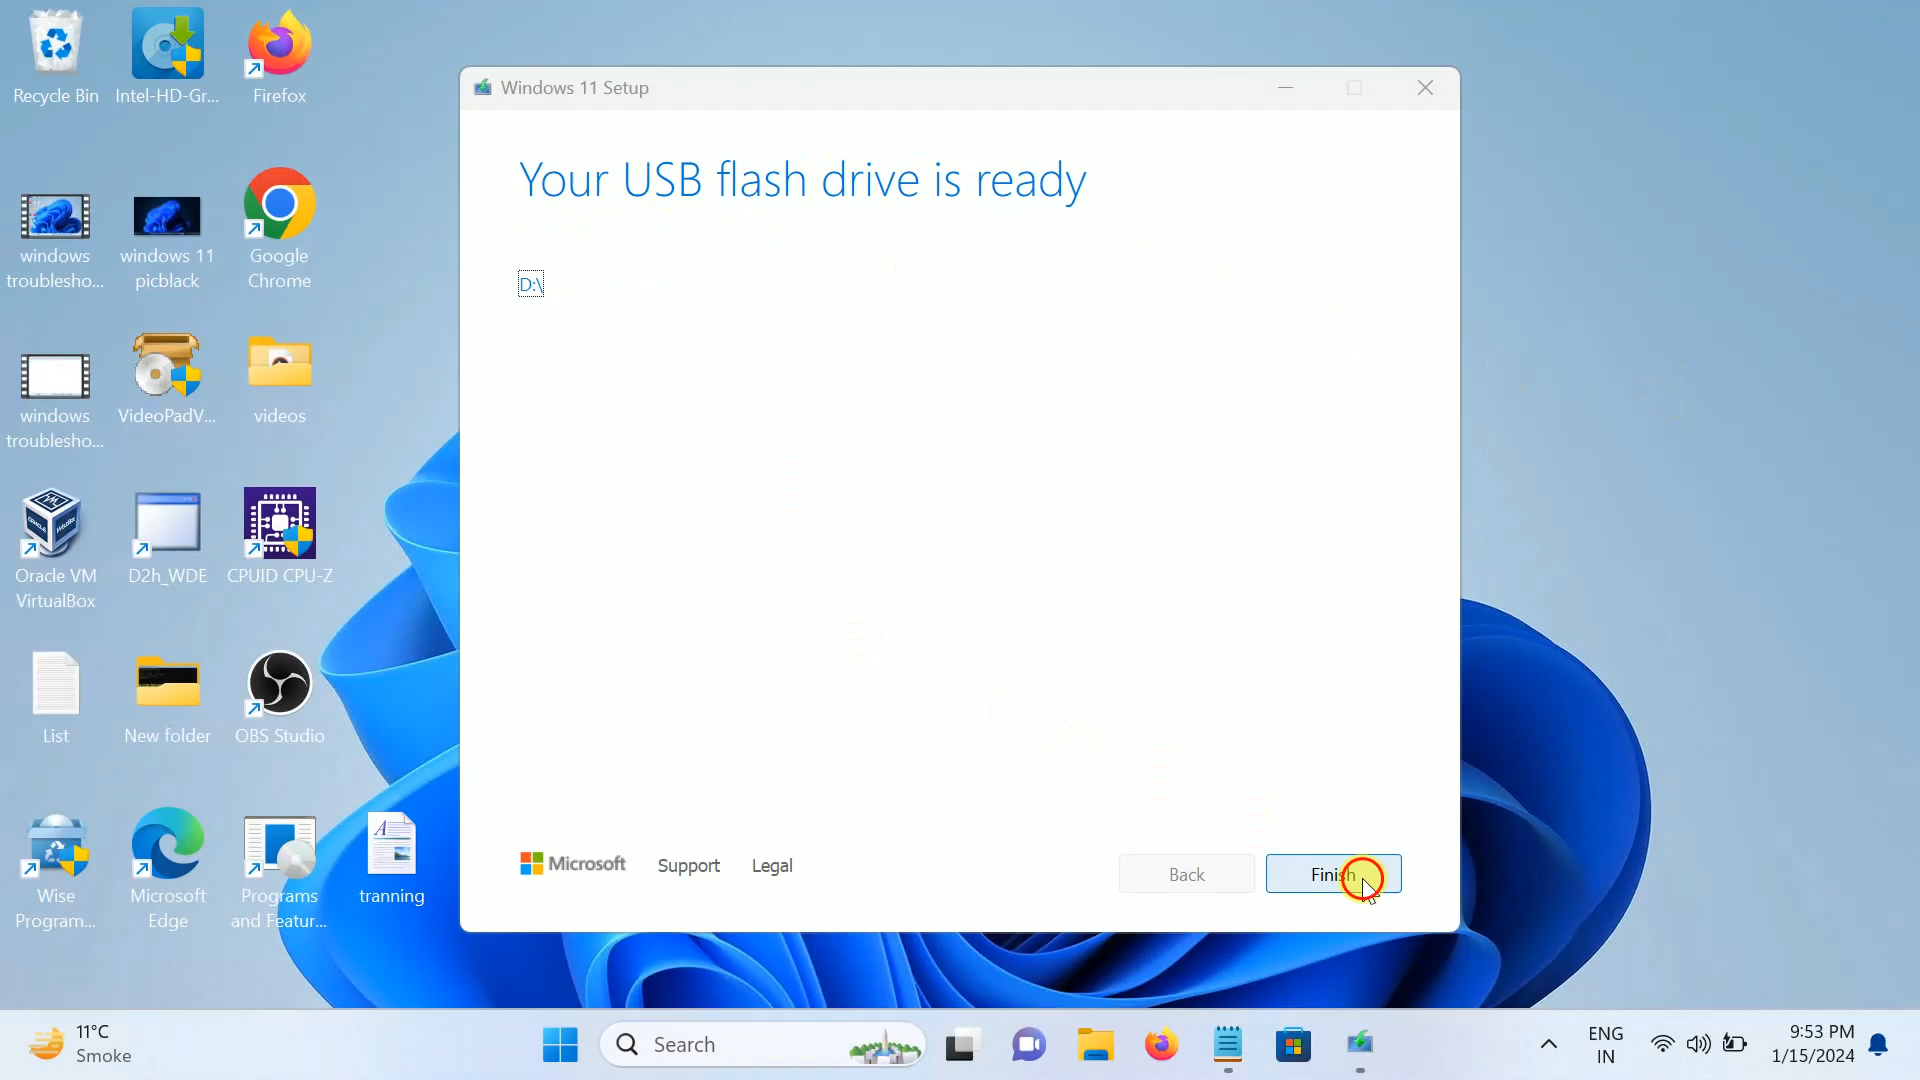 Recycle Bin
Intel-HD-Gr...
Firefox
windows
troublesho...
windows 11
picblack
Google
Chrome
windows
troublesho...
VideoPadV...
videos
Oracle VM
VirtualBox
D2h_WDE
CPUID CPU-Z
List
New folder
OBS Studio
Wise
Program...
Microsoft
Edge
Programs
and Featur...
tranning
Windows 11 Setup
Your USB flash drive is ready
D:\
Microsoft
Support
Legal
Back
Finish
11°C
Smoke
Search
ENG
IN
9:53 PM
1/15/2024